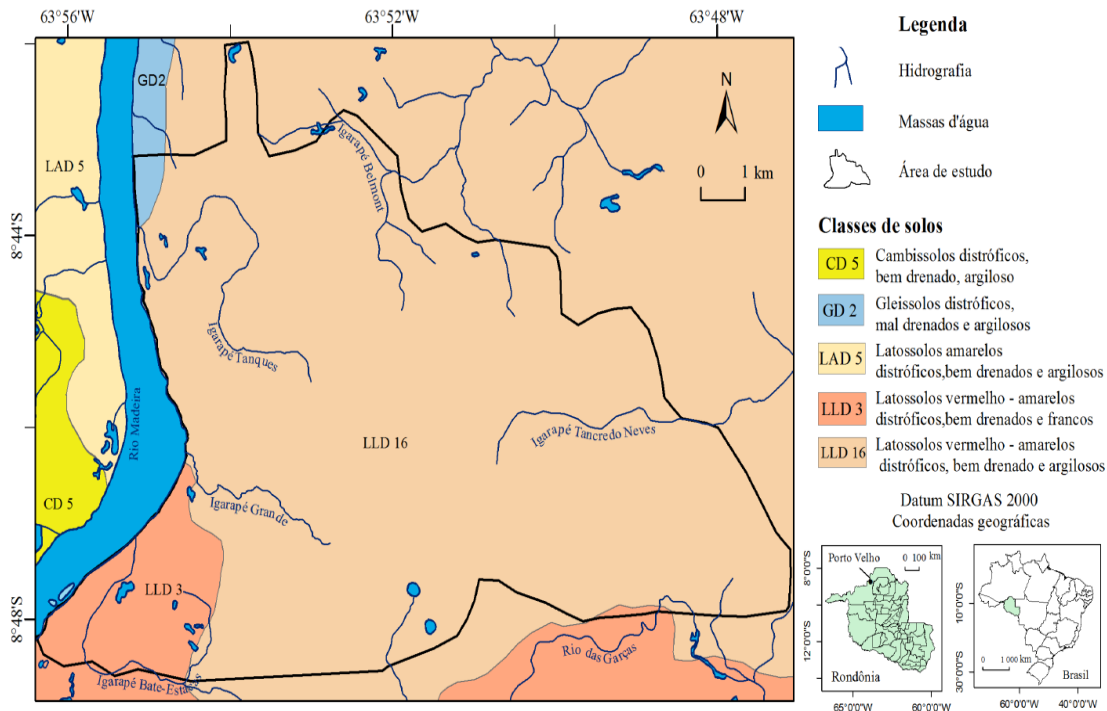 63°56'W 63°52'W 63°48'W
GD2
N
0 1 km
LAD 5
Igarapé Belmont
8°44'S
Igarapé Tanques
Rio Madeira
LLD 16
Igarapé Tancredo Neves
CD 5
Igarapé Grande
LLD 3
8°48'S
Rio das Garças
Igarapé Bate-Estacas
Legenda
Hidrografia
Massas d'água
Área de estudo
Classes de solos
CD 5 Cambissolos distróficos,
bem drenado, argiloso
GD 2 Gleissolos distróficos,
mal drenados e argilosos
LAD 5 Latossolos amarelos
distróficos,bem drenados e argilosos
LLD 3 Latossolos vermelho - amarelos
distróficos,bem drenados e francos
LLD 16 Latossolos vermelho - amarelos
distróficos, bem drenado e argilosos
Datum SIRGAS 2000
Coordenadas geográficas
Porto Velho
0 100 km
8°0'0"S
12°0'0"S
Rondônia
65°0'0"W 60°0'0"W
10°0'0"S
30°0'0"S
0 1 000 km
Brasil
60°0'0"W 40°0'0"W